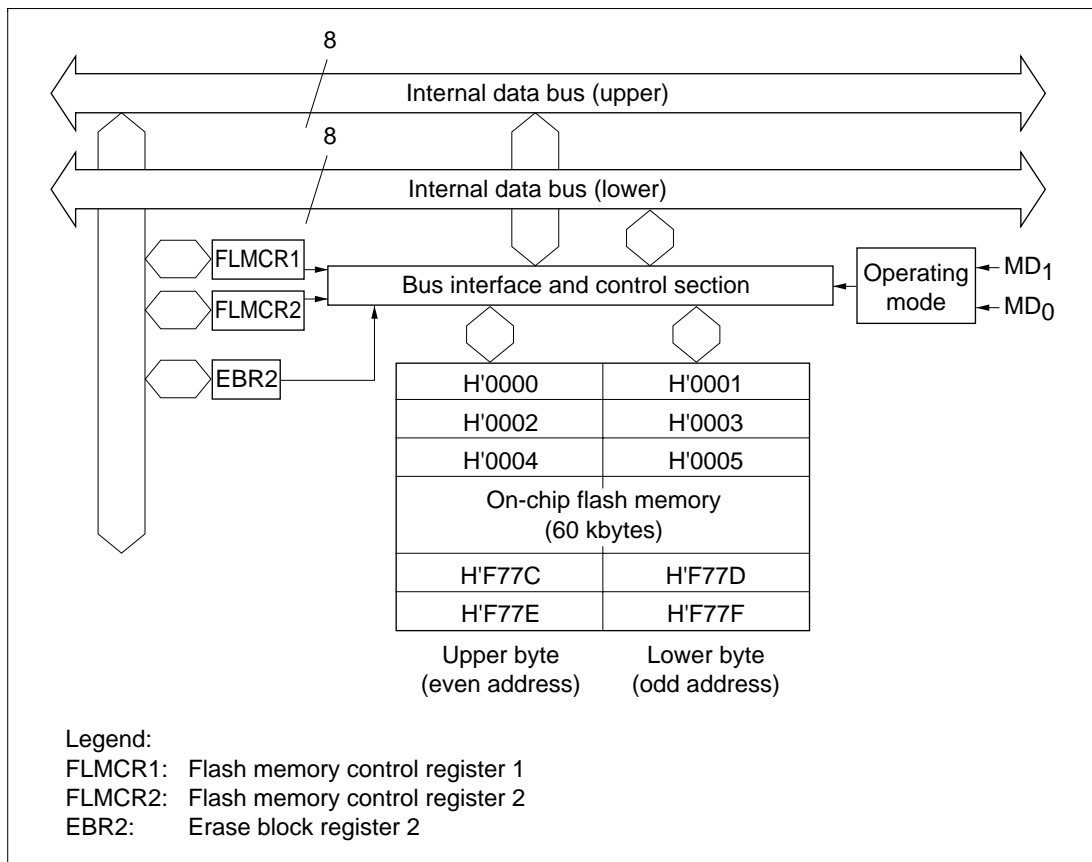 8
Internal data bus (upper)
8
Internal data bus (lower)
FLMCR1
FLMCR2
EBR2
Bus interface and control section
Operating
mode
MD1
MD0
H'0000 H'0001
H'0002 H'0003
H'0004 H'0005
On-chip flash memory
(60 kbytes)
H'F77C H'F77D
H'F77E H'F77F
Upper byte
(even address)
Lower byte
(odd address)
Legend:
FLMCR1: Flash memory control register 1
FLMCR2: Flash memory control register 2
EBR2: Erase block register 2